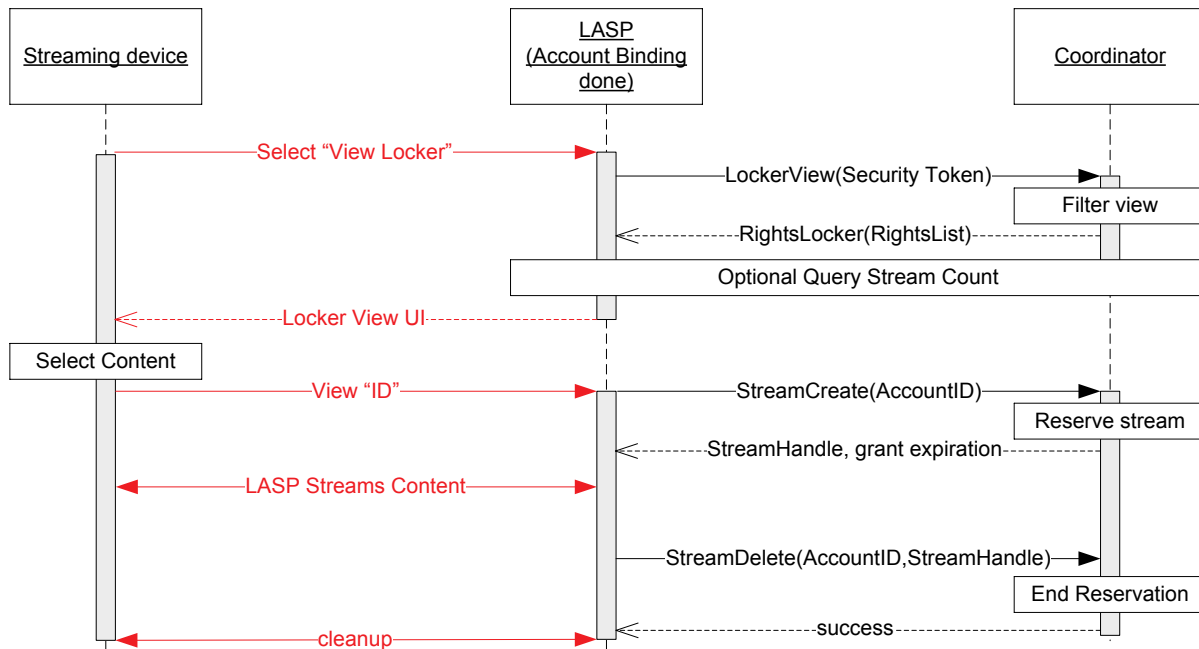 Streaming device
LASP
(Account Binding
done)
Coordinator
Select “View Locker”
LockerView(Security Token)
Filter view
RightsLocker(RightsList)
Optional Query Stream Count
Locker View UI
Select Content
View “ID”
StreamCreate(AccountID)
Reserve stream
StreamHandle, grant expiration
LASP Streams Content
StreamDelete(AccountID,StreamHandle)
End Reservation
success
cleanup